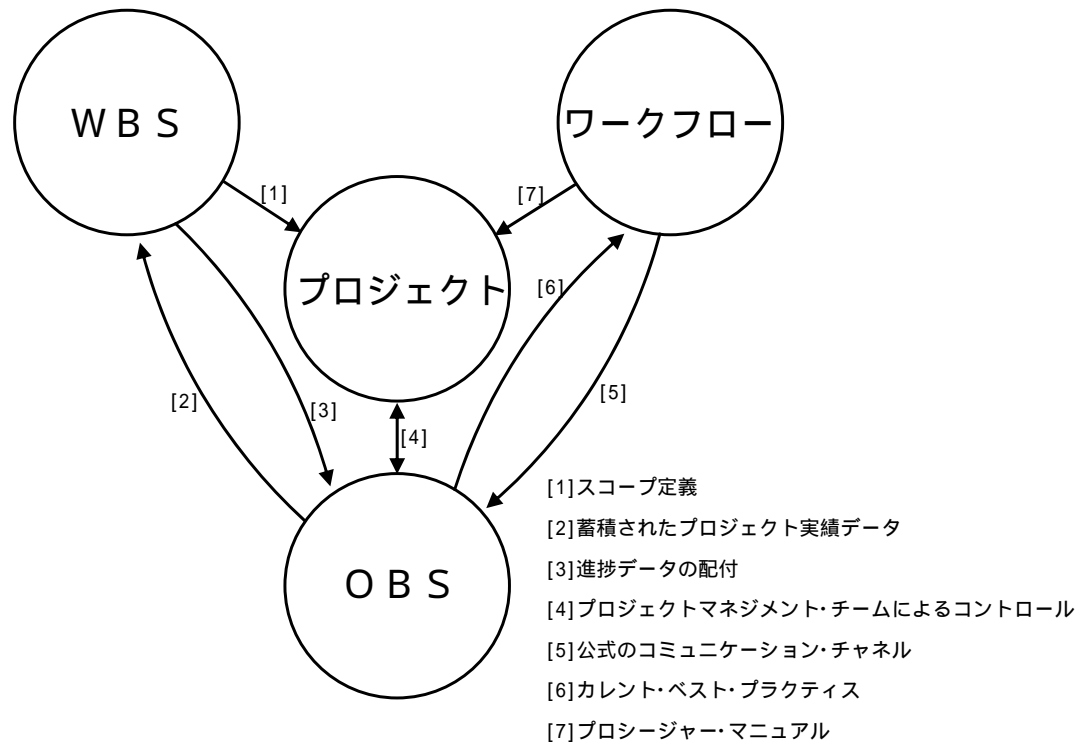 ＷＢＳ
ワークフロー
[1]
[7]
プロジェクト
[6]
[2]
[3]
[5]
[4]
ＯＢＳ
[1]スコープ定義
[2]蓄積されたプロジェクト実績データ
[3]進捗データの配付
[4]プロジェクトマネジメント･チームによるコントロール
[5]公式のコミュニケーション･チャネル
[6]カレント･ベスト･プラクティス
[7]プロシージャー･マニュアル